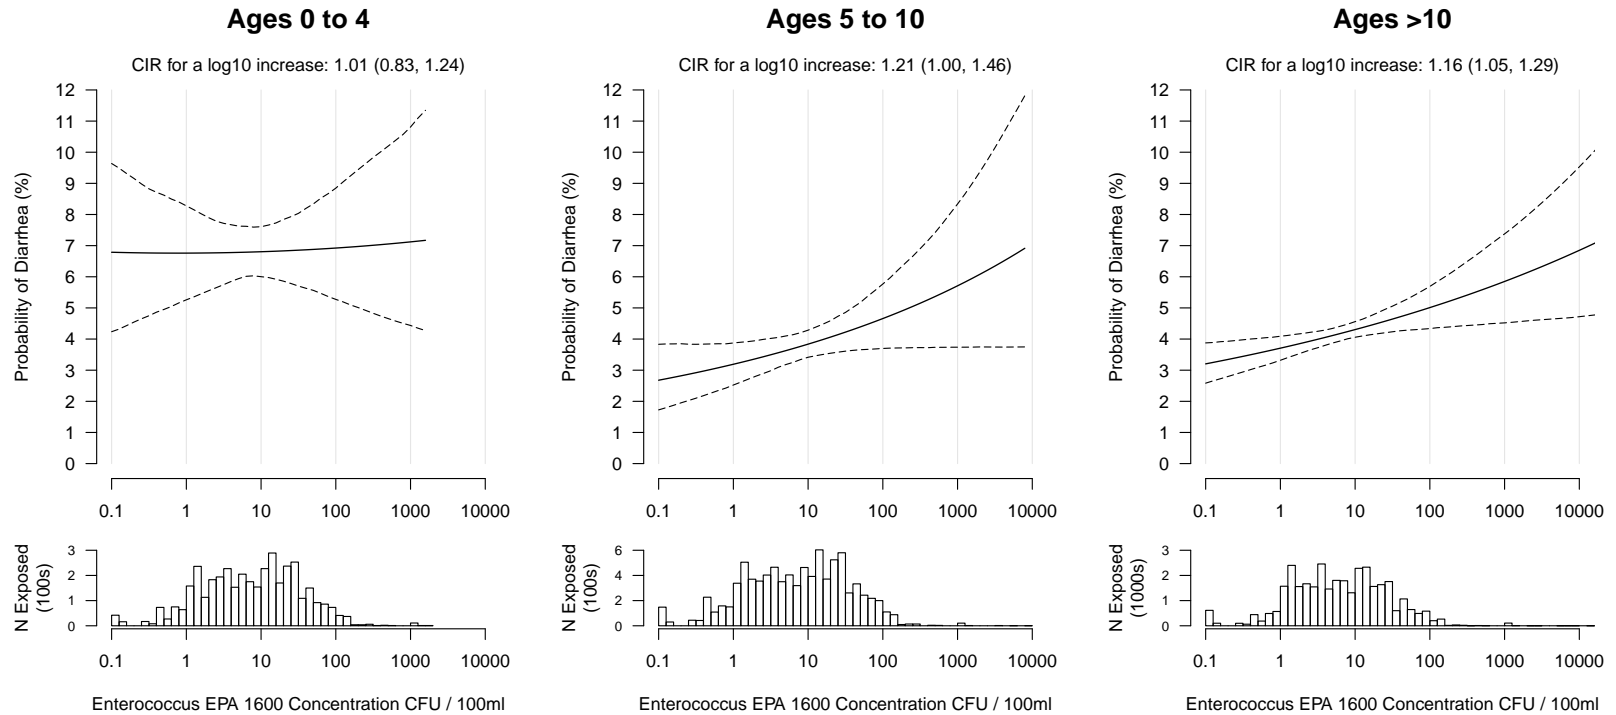 Ages 0 to 4
CIR for a log10 increase: 1.01 (0.83, 1.24)
Probability of Diarrhea (%)
12
11
10
9
8
7
6
5
4
3
2
1
0
0.1 1 10 100 1000 10000
N Exposed
(100s)
3
2
1
0
0.1 1 10 100 1000 10000
Enterococcus EPA 1600 Concentration CFU / 100ml
Ages 5 to 10
CIR for a log10 increase: 1.21 (1.00, 1.46)
Probability of Diarrhea (%)
12
11
10
9
8
7
6
5
4
3
2
1
0
0.1 1 10 100 1000 10000
N Exposed
(100s)
6
4
2
0
0.1 1 10 100 1000 10000
Enterococcus EPA 1600 Concentration CFU / 100ml
Ages >10
CIR for a log10 increase: 1.16 (1.05, 1.29)
Probability of Diarrhea (%)
12
11
10
9
8
7
6
5
4
3
2
1
0
0.1 1 10 100 1000 10000
N Exposed
(1000s)
3
2
1
0
0.1 1 10 100 1000 10000
Enterococcus EPA 1600 Concentration CFU / 100ml